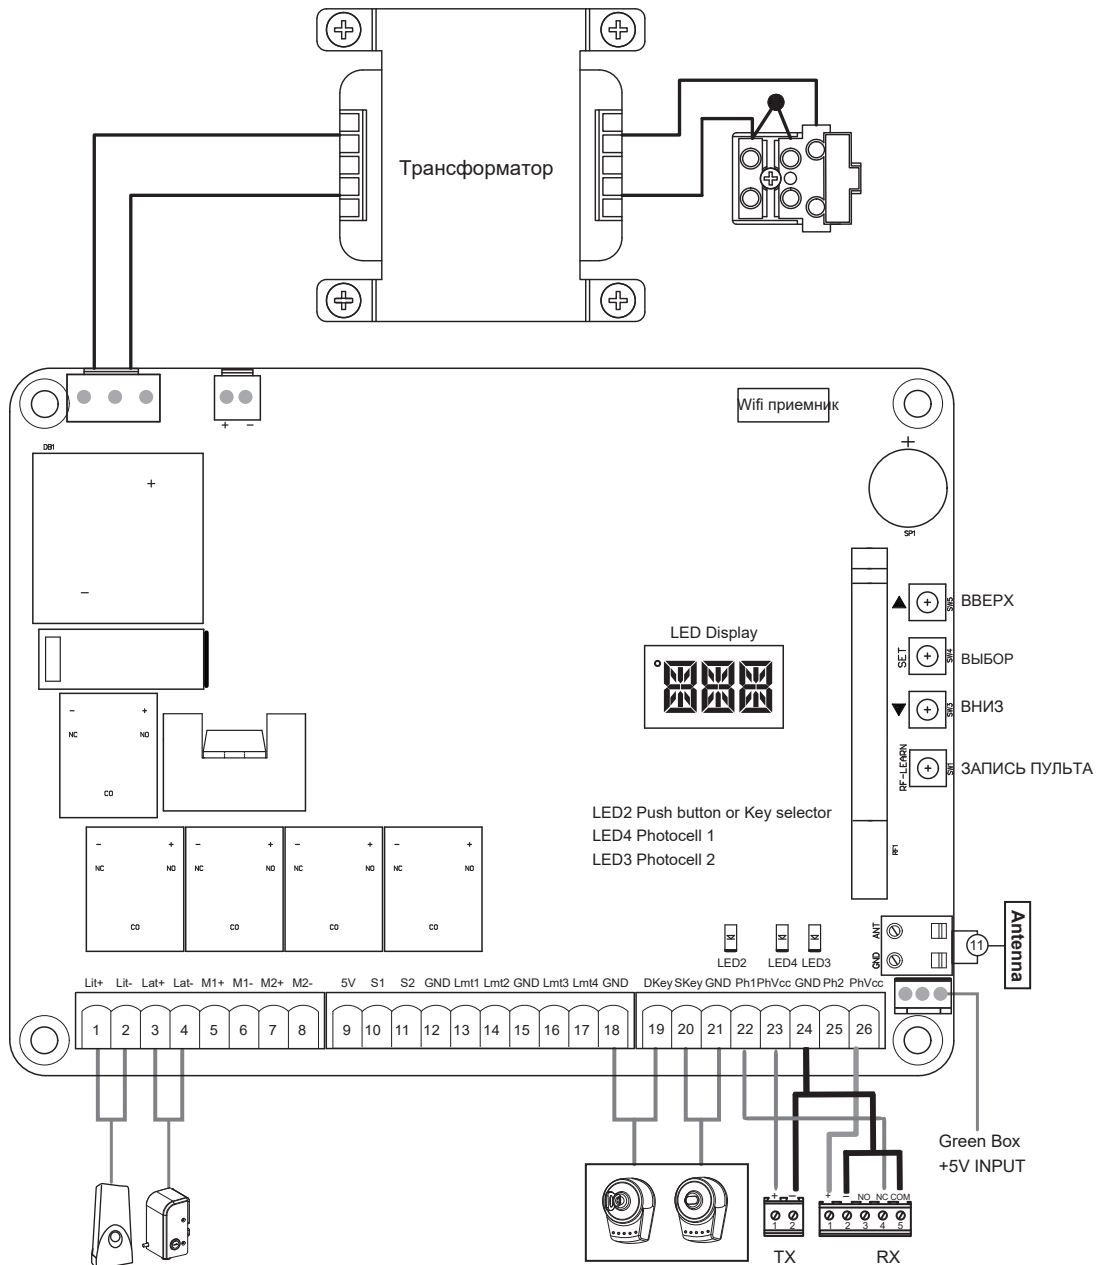 Трансформатор
Wifi приемник
+ −
DB1
+
−
+
SP1
SW5
ВВЕРХ
LED Display
SET
SW4
ВЫБОР
SW3
ВНИЗ
RF-LEARN
SW1
ЗАПИСЬ ПУЛЬТА
− +
NC NO
CO
LED2 Push button or Key selector
LED4 Photocell 1
LED3 Photocell 2
RF1
− + − + − + − +
NC NO NC NO NC NO NC NO
CO CO CO CO
ANT
GND
11
Antenna
LED2 LED4 LED3
Lit+ Lit- Lat+ Lat- M1+ M1- M2+ M2- 5V S1 S2 GND Lmt1 Lmt2 GND Lmt3 Lmt4 GND DKey SKey GND Ph1 PhVcc GND Ph2 PhVcc
1 2 3 4 5 6 7 8 9 10 11 12 13 14 15 16 17 18 19 20 21 22 23 24 25 26
Green Box
+5V INPUT
+ − + − NO NC COM
1 2 1 2 3 4 5
TX RX